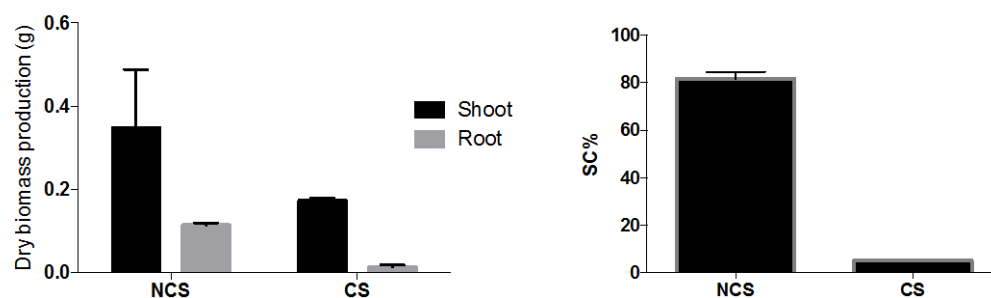 Dry biomass production (g)
0.6
0.4
0.2
0.0
NCS
CS
Shoot
Root
SC%
100
80
60
40
20
0
NCS
CS